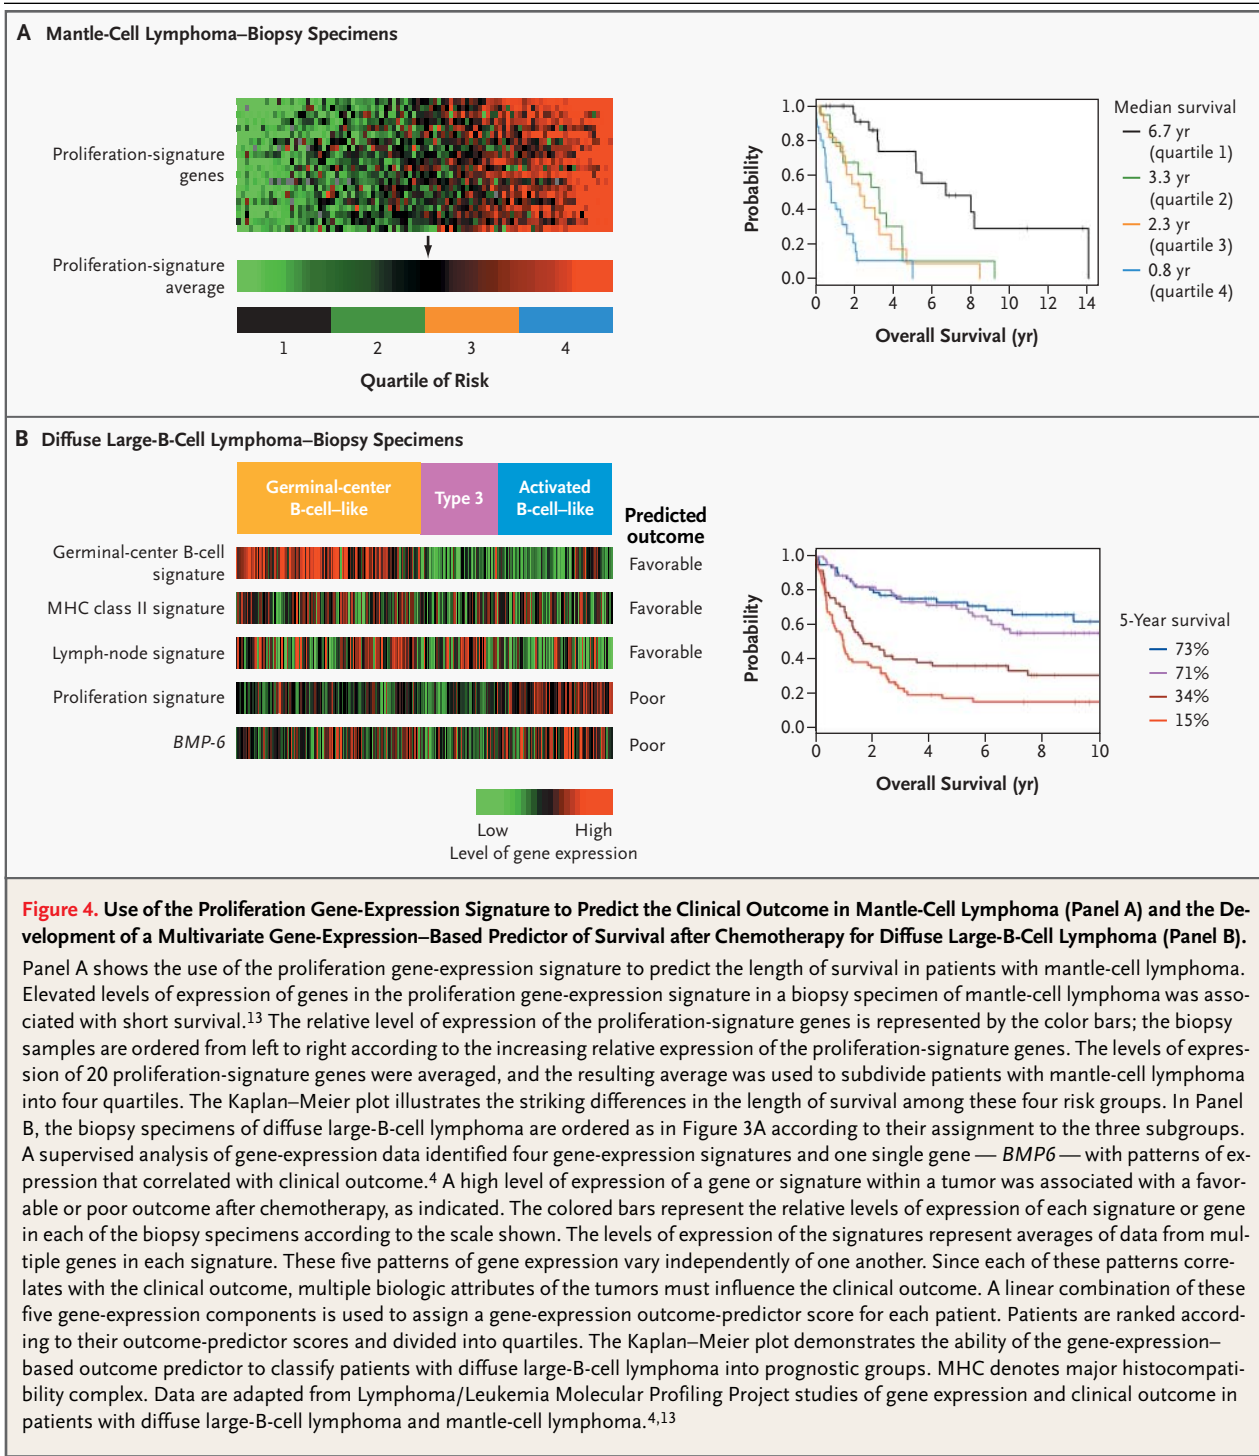 A Mantle-Cell Lymphoma–Biopsy Specimens
Proliferation-signature
genes
Proliferation-signature
average
1 2 3 4
Quartile of Risk
Probability
1.0
0.8
0.6
0.4
0.2
0.0
0 2 4 6 8 10 12 14
Overall Survival (yr)
Median survival
6.7 yr
(quartile 1)
3.3 yr
(quartile 2)
2.3 yr
(quartile 3)
0.8 yr
(quartile 4)
B Diffuse Large-B-Cell Lymphoma–Biopsy Specimens
Germinal-center
B-cell–like
Type 3
Activated
B-cell–like
Predicted
outcome
Germinal-center B-cell
signature
Favorable
MHC class II signature
Favorable
Lymph-node signature
Favorable
Proliferation signature
Poor
BMP-6
Poor
Low High
Level of gene expression
Probability
1.0
0.8
0.6
0.4
0.2
0.0
0 2 4 6 8 10
Overall Survival (yr)
5-Year survival
73%
71%
34%
15%
Figure 4. Use of the Proliferation Gene-Expression Signature to Predict the Clinical Outcome in Mantle-Cell Lymphoma (Panel A) and the De-
velopment of a Multivariate Gene-Expression–Based Predictor of Survival after Chemotherapy for Diffuse Large-B-Cell Lymphoma (Panel B).
Panel A shows the use of the proliferation gene-expression signature to predict the length of survival in patients with mantle-cell lymphoma.
Elevated levels of expression of genes in the proliferation gene-expression signature in a biopsy specimen of mantle-cell lymphoma was asso-
ciated with short survival.13 The relative level of expression of the proliferation-signature genes is represented by the color bars; the biopsy
samples are ordered from left to right according to the increasing relative expression of the proliferation-signature genes. The levels of expres-
sion of 20 proliferation-signature genes were averaged, and the resulting average was used to subdivide patients with mantle-cell lymphoma
into four quartiles. The Kaplan–Meier plot illustrates the striking differences in the length of survival among these four risk groups. In Panel
B, the biopsy specimens of diffuse large-B-cell lymphoma are ordered as in Figure 3A according to their assignment to the three subgroups.
A supervised analysis of gene-expression data identified four gene-expression signatures and one single gene — BMP6 — with patterns of ex-
pression that correlated with clinical outcome.4 A high level of expression of a gene or signature within a tumor was associated with a favor-
able or poor outcome after chemotherapy, as indicated. The colored bars represent the relative levels of expression of each signature or gene
in each of the biopsy specimens according to the scale shown. The levels of expression of the signatures represent averages of data from mul-
tiple genes in each signature. These five patterns of gene expression vary independently of one another. Since each of these patterns corre-
lates with the clinical outcome, multiple biologic attributes of the tumors must influence the clinical outcome. A linear combination of these
five gene-expression components is used to assign a gene-expression outcome-predictor score for each patient. Patients are ranked accord-
ing to their outcome-predictor scores and divided into quartiles. The Kaplan–Meier plot demonstrates the ability of the gene-expression–
based outcome predictor to classify patients with diffuse large-B-cell lymphoma into prognostic groups. MHC denotes major histocompati-
bility complex. Data are adapted from Lymphoma/Leukemia Molecular Profiling Project studies of gene expression and clinical outcome in
patients with diffuse large-B-cell lymphoma and mantle-cell lymphoma.4,13